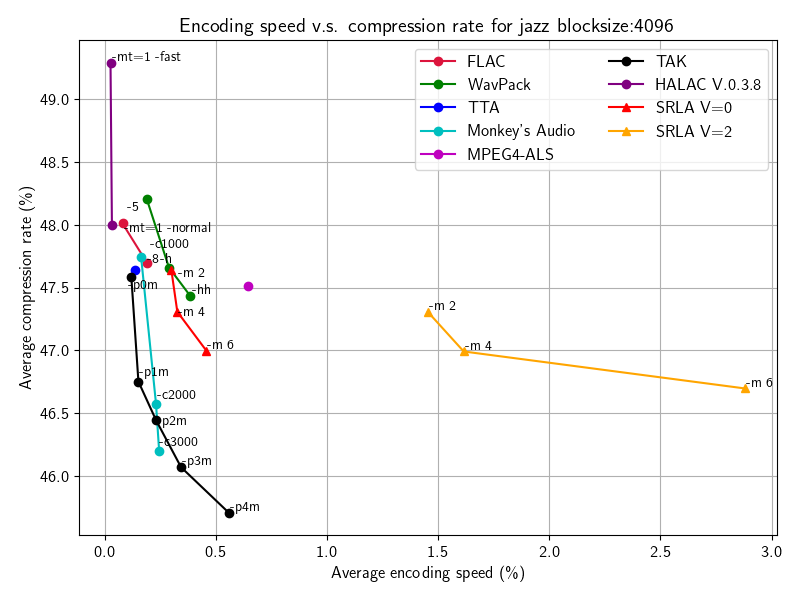 Encoding speed v.s. compression rate for jazz blocksize:4096
-mt=1 -fast
FLAC
WavPack
TTA
Monkey's Audio
MPEG4-ALS
TAK
HALAC V.0.3.8
SRLA V=0
SRLA V=2
49.0
48.5
48.0
47.5
47.0
46.5
46.0
Average compression rate (%)
-5
-mt=1 -normal
-c1000
-8
-h
-m 2
-p0m
-hh
-m 4
-m 6
-m 2
-m 4
-m 6
-p1m
-c2000
-p2m
-c3000
-p3m
-p4m
0.0
0.5
1.0
1.5
2.0
2.5
3.0
Average encoding speed (%)